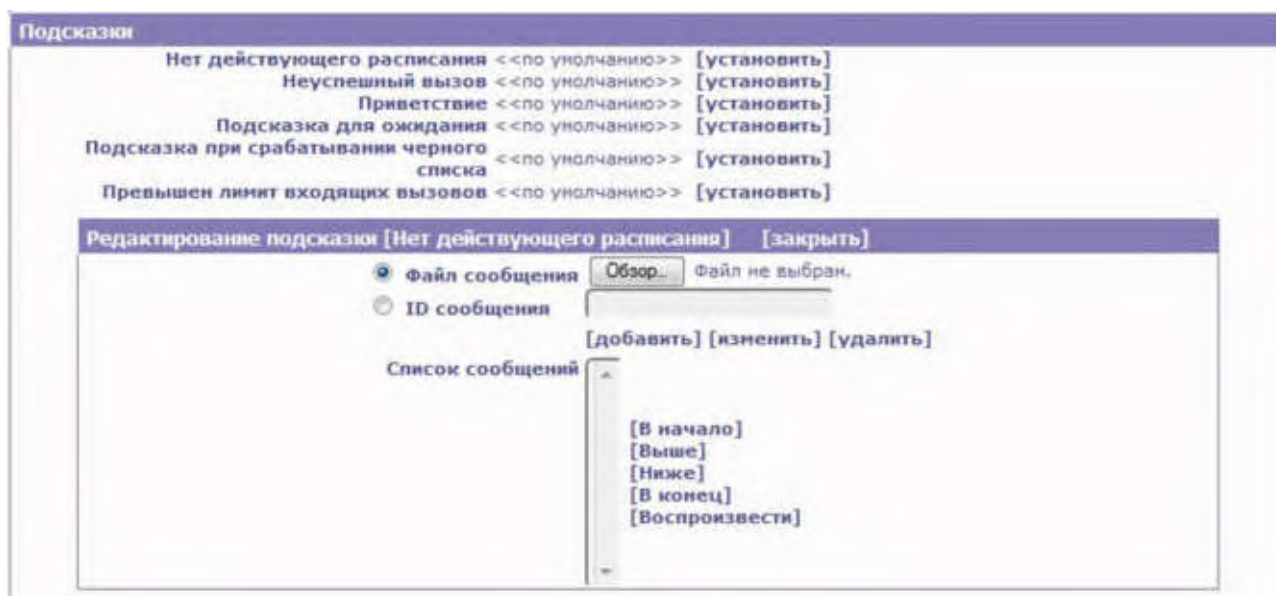 Подсказки
Нет действующего расписания <<по умолчанию>> [установить]
Неуспешный вызов <<по умолчанию>> [установить]
Приветствие <<по умолчанию>> [установить]
Подсказка для ожидания <<по умолчанию>> [установить]
Подсказка при срабатывании черного
списка <<по умолчанию>> [установить]
Превышен лимит входящих вызовов <<по умолчанию>> [установить]
Редактирование подсказки [Нет действующего расписания] [закрыть]
Файл сообщения Обзор... Файл не выбран.
ID сообщения
[добавить] [изменить] [удалить]
Список сообщений
[В начало]
[Выше]
[Ниже]
[В конец]
[Воспроизвести]